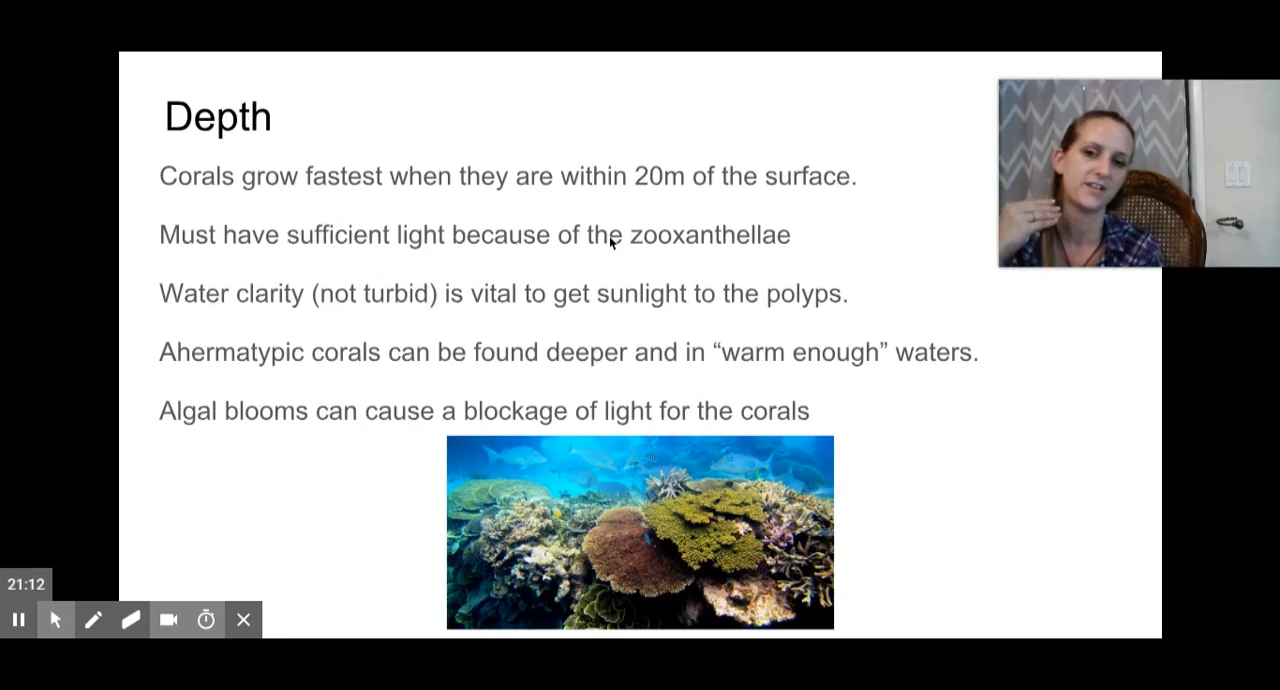 Depth
Corals grow fastest when they are within 20m of the surface.
Must have sufficient light because of the zooxanthellae
Water clarity (not turbid) is vital to get sunlight to the polyps.
Ahermatypic corals can be found deeper and in “warm enough” waters.
Algal blooms can cause a blockage of light for the corals
21:12